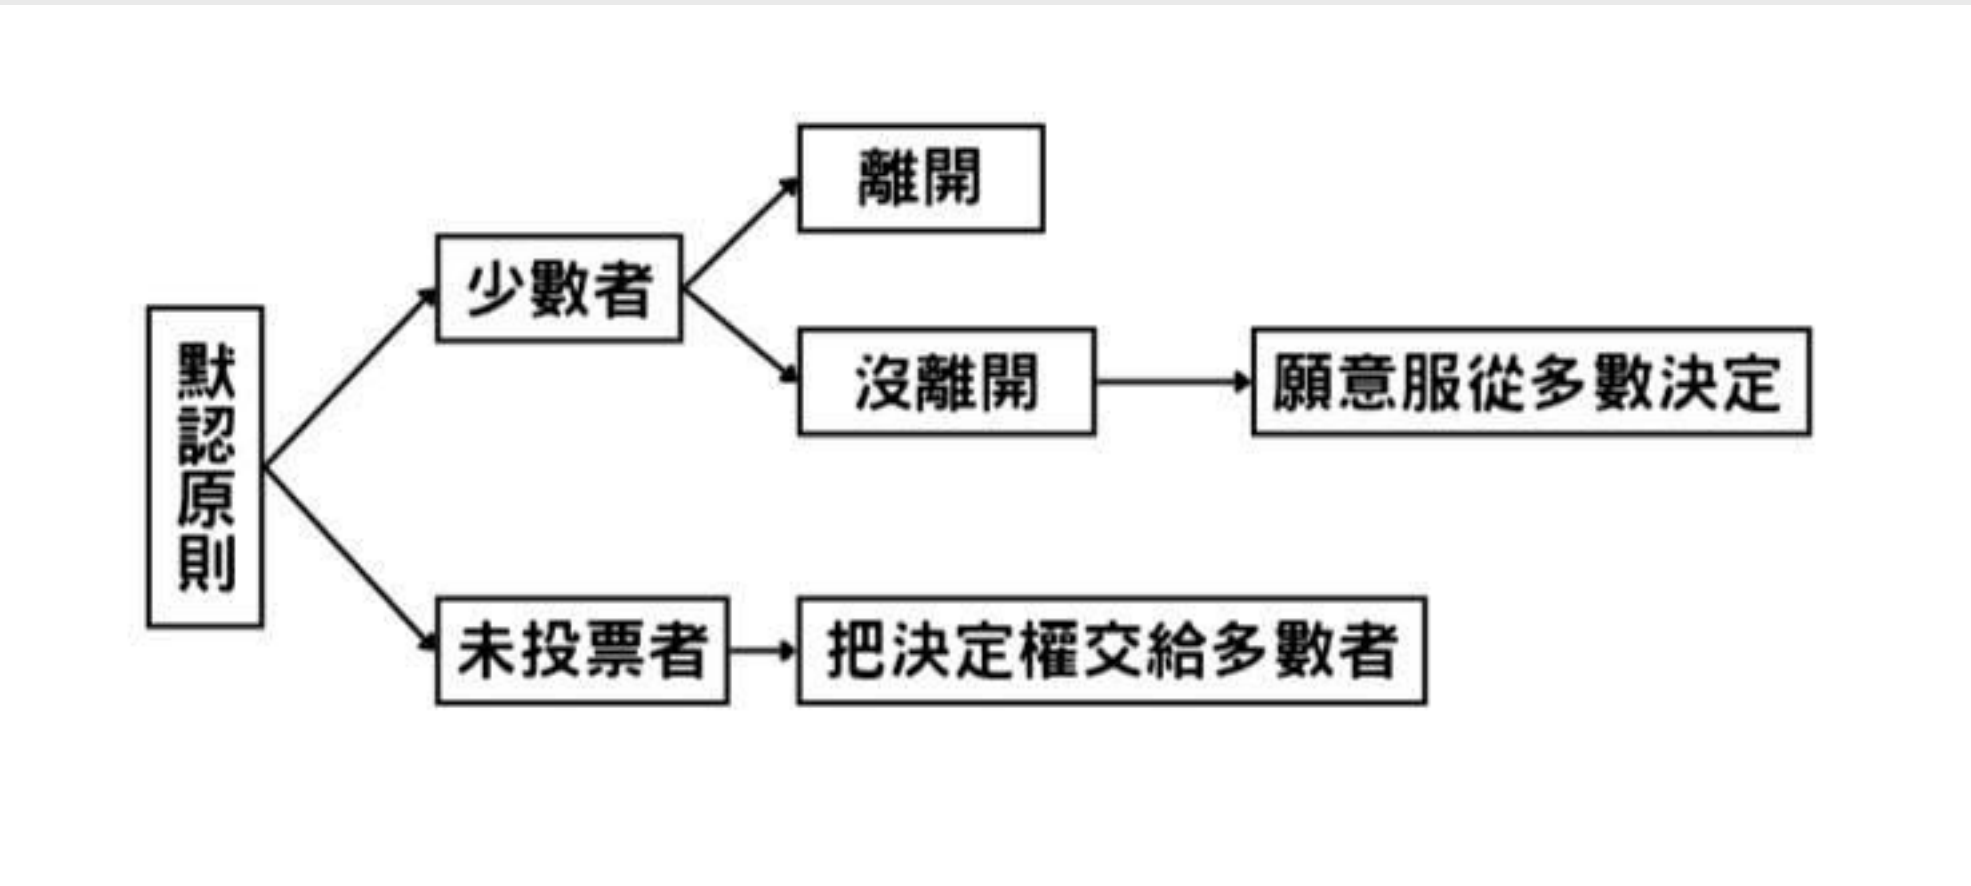 默認原則
少數者
離開
沒離開
願意服從多數決定
未投票者
把決定權交給多數者